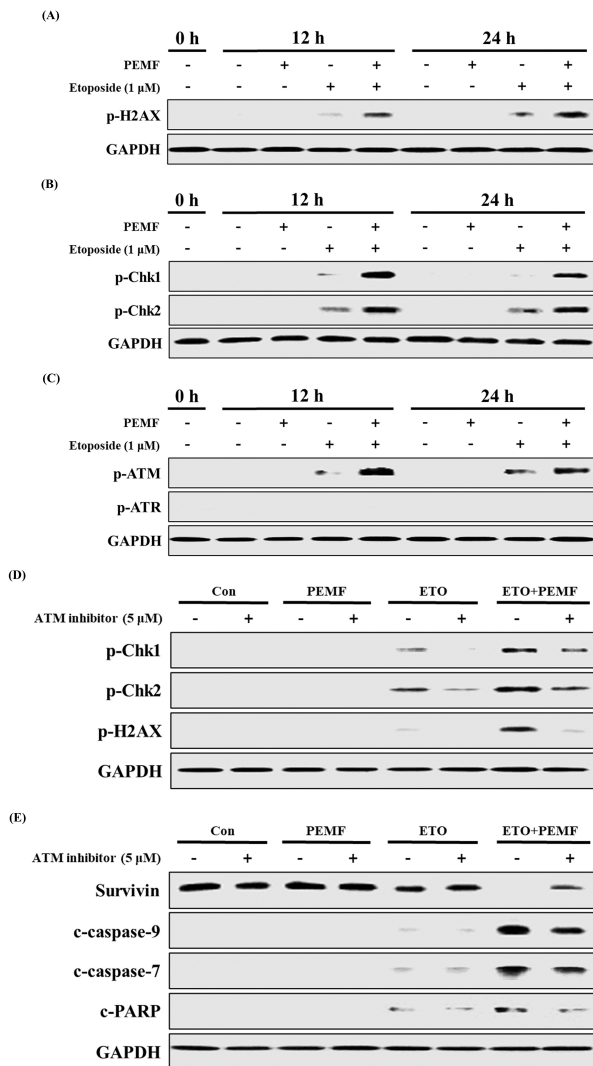 (A)
0 h 12 h 24 h
PEMF - - + - + - + - +
Etoposide (1 μM) - - - + + - - + +
p-H2AX
GAPDH
(B)
0 h 12 h 24 h
PEMF - - + - + - + - +
Etoposide (1 μM) - - - + + - - + +
p-Chk1
p-Chk2
GAPDH
(C)
0 h 12 h 24 h
PEMF - - + - + - + - +
Etoposide (1 μM) - - - + + - - + +
p-ATM
p-ATR
GAPDH
(D)
Con PEMF ETO ETO+PEMF
ATM inhibitor (5 μM) - + - + - + - +
p-Chk1
p-Chk2
p-H2AX
GAPDH
(E)
Con PEMF ETO ETO+PEMF
ATM inhibitor (5 μM) - + - + - + - +
Survivin
c-caspase-9
c-caspase-7
c-PARP
GAPDH